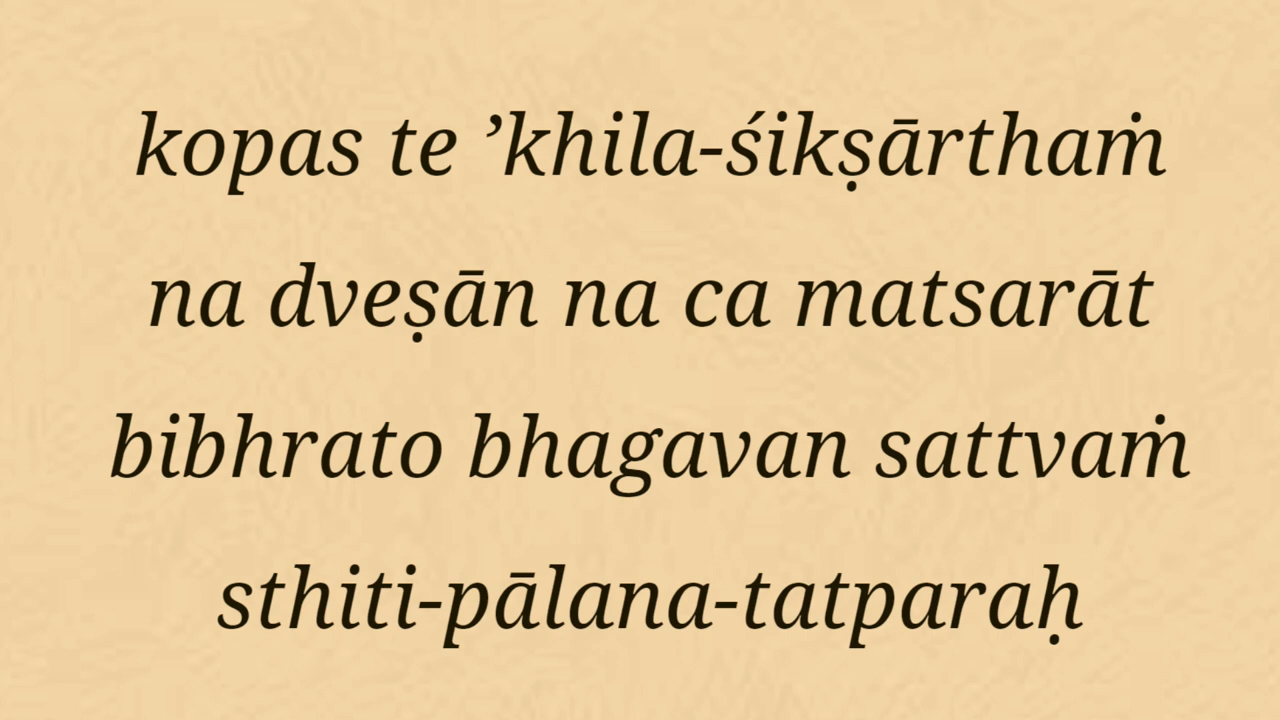 kopas te ’khila-śikṣārthaṁ
na dveṣān na ca matsarāt
bibhrato bhagavan sattvaṁ
sthiti-pālana-tatparaḥ